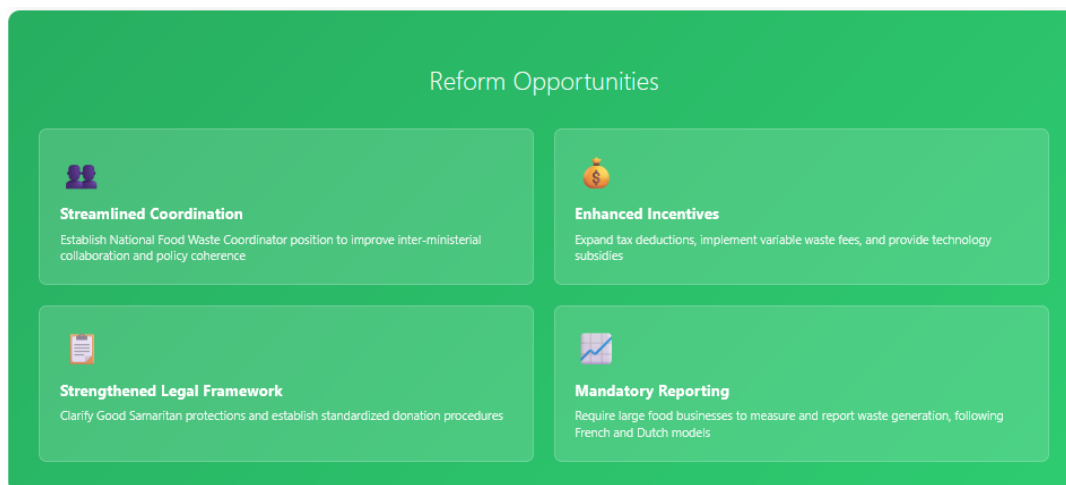 Reform Opportunities
Streamlined Coordination
Establish National Food Waste Coordinator position to improve inter-ministerial
collaboration and policy coherence
Enhanced Incentives
Expand tax deductions, implement variable waste fees, and provide technology
subsidies
Strengthened Legal Framework
Clarify Good Samaritan protections and establish standardized donation procedures
Mandatory Reporting
Require large food businesses to measure and report waste generation, following
French and Dutch models